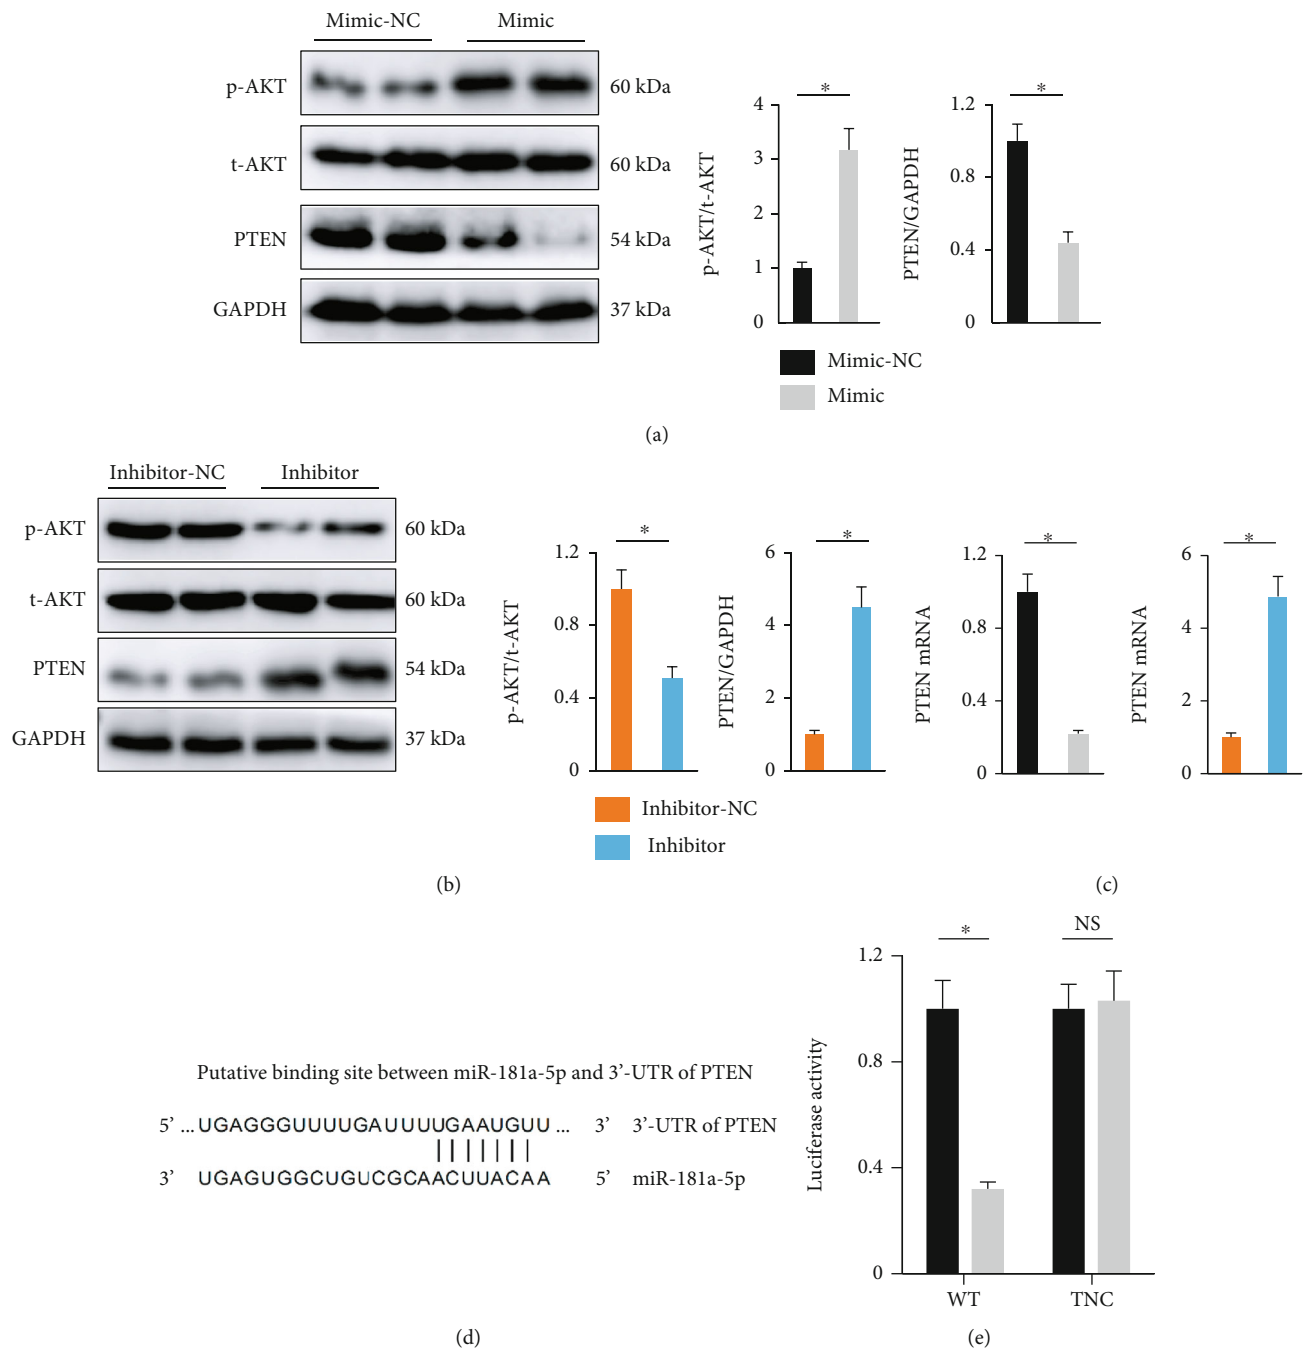 Mimic-NC Mimic
p-AKT 60 kDa
t-AKT 60 kDa
PTEN 54 kDa
GAPDH 37 kDa
p-AKT/t-AKT
4
3
2
1
0
*
PTEN/GAPDH
1.2
0.8
0.4
0
*
Mimic-NC
Mimic
(a)
Inhibitor-NC Inhibitor
p-AKT 60 kDa
t-AKT 60 kDa
PTEN 54 kDa
GAPDH 37 kDa
p-AKT/t-AKT
1.2
0.8
0.4
0
*
PTEN/GAPDH
6
4
2
0
*
Inhibitor-NC
Inhibitor
(b)
PTEN mRNA
1.2
0.8
0.4
0
*
PTEN mRNA
6
4
2
0
*
(c)
Putative binding site between miR-181a-5p and 3’-UTR of PTEN
5’ ... UGAGGGUUUUGAUUUUGAAUGUU ... 3’ 3’-UTR of PTEN
3’ UGAGUGGCUGUCGCAACUUACAA 5’ miR-181a-5p
(d)
Luciferase activity
1.2
0.8
0.4
0
*
NS
WT TNC
(e)